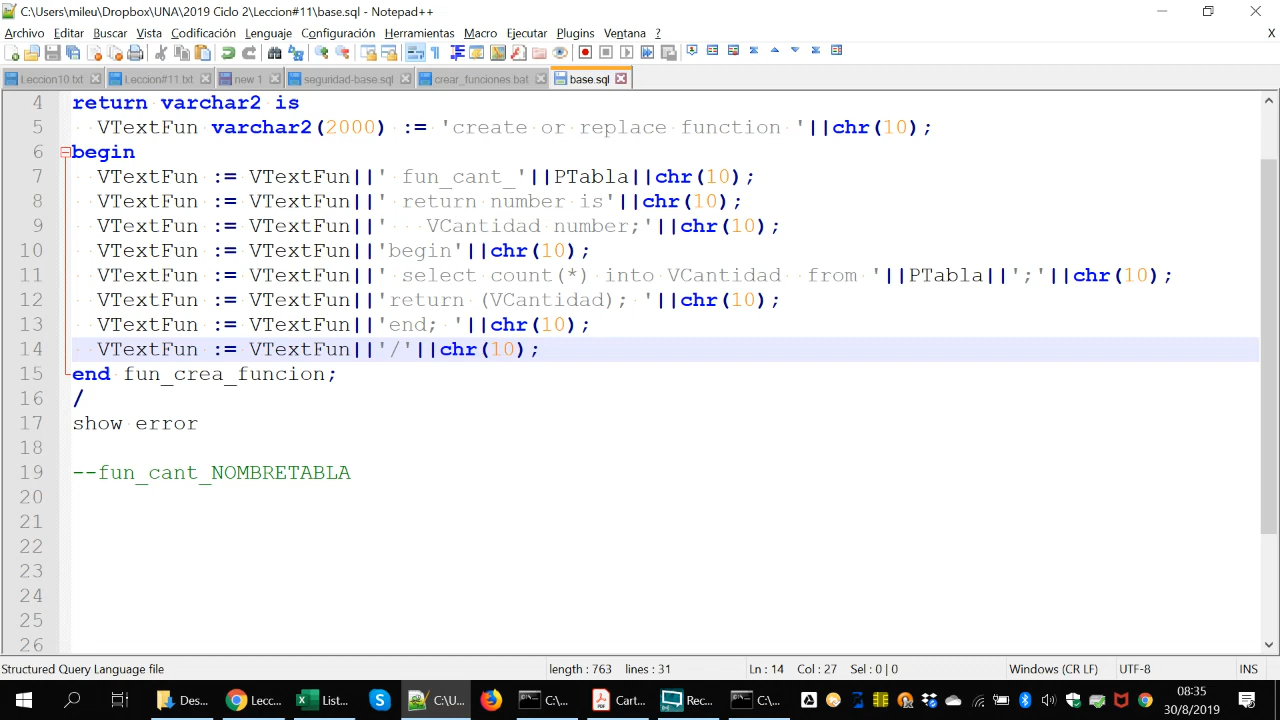 C:\Users\mileu\Dropbox\UNA\2019 Ciclo 2\Leccion#11\base.sql - Notepad++
Archivo Editar Buscar Vista Codificación Lenguaje Configuración Herramientas Macro Ejecutar Plugins Ventana ? X
Leccion10.txt Leccion#11.txt new 1 seguridad-base.sql crear_funciones.bat base.sql
4 return varchar2 is
5 VTextFun varchar2(2000) := 'create or replace function '||chr(10);
6 begin
7 VTextFun := VTextFun||' fun_cant_'||PTabla||chr(10);
8 VTextFun := VTextFun||' return number is'||chr(10);
9 VTextFun := VTextFun||'   VCantidad number;'||chr(10);
10 VTextFun := VTextFun||'begin'||chr(10);
11 VTextFun := VTextFun||' select count(*) into VCantidad  from '||PTabla||';'||chr(10);
12 VTextFun := VTextFun||'return (VCantidad); '||chr(10);
13 VTextFun := VTextFun||'end; '||chr(10);
14 VTextFun := VTextFun||'/'||chr(10);
15 end fun_crea_funcion;
16 /
17 show error
18
19 --fun_cant_NOMBRETABLA
20
21
22
23
24
25
26
Structured Query Language file length : 763 lines : 31 Ln : 14 Col : 27 Sel : 0 | 0 Windows (CR LF) UTF-8 INS
Des... Lecc... List... C:\U... C:\... Cart... Rec... C:\... 08:35
30/8/2019